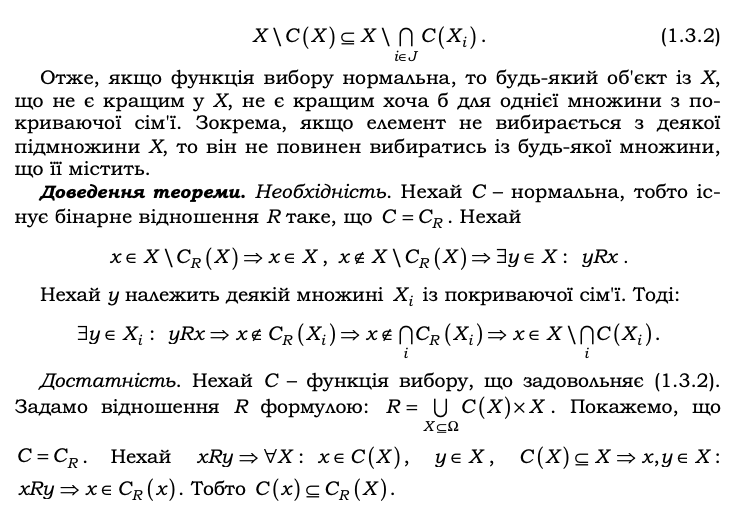 X \ C(X) ⊆ X \ ⋂_{i∈J} C(X_i). (1.3.2)
Отже, якщо функція вибору нормальна, то будь-який об'єкт із X,
що не є кращим у X, не є кращим хоча б для однієї множини з по-
криваючої сім'ї. Зокрема, якщо елемент не вибирається з деякої
підмножини X, то він не повинен вибиратись із будь-якої множини,
що її містить.
Доведення теореми. Необхідність. Нехай C – нормальна, тобто іс-
нує бінарне відношення R таке, що C = C_R. Нехай
x ∈ X \ C_R(X) ⇒ x ∈ X, x ∉ X \ C_R(X) ⇒ ∃y ∈ X: yRx.
Нехай y належить деякій множині X_i із покриваючої сім'ї. Тоді:
∃y ∈ X_i: yRx ⇒ x ∉ C_R(X_i) ⇒ x ∉ ⋂_i C_R(X_i) ⇒ x ∈ X \ ⋂_i C(X_i).
Достатність. Нехай C – функція вибору, що задовольняє (1.3.2).
Задамо відношення R формулою: R = ⋃_{X⊆Ω} C(X)×X. Покажемо, що
C = C_R. Нехай xRy ⇒ ∀X: x ∈ C(X), y ∈ X, C(X) ⊆ X ⇒ x,y ∈ X:
xRy ⇒ x ∈ C_R(x). Тобто C(x) ⊆ C_R(X).